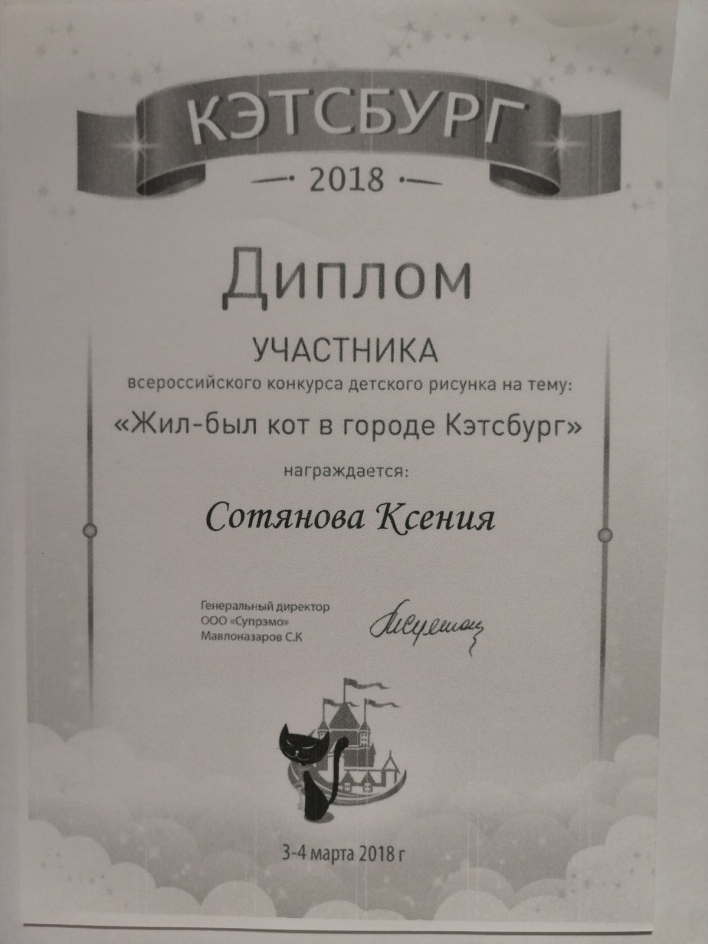 КЭТСБУРГ
2018
Диплом
УЧАСТНИКА
всероссийского конкурса детского рисунка на тему:
«Жил-был кот в городе Кэтсбург»
награждается:
Сотянова Ксения
Генеральный директор
ООО «Супрэмо»
Мавлоназаров С.К
3-4 марта 2018 г